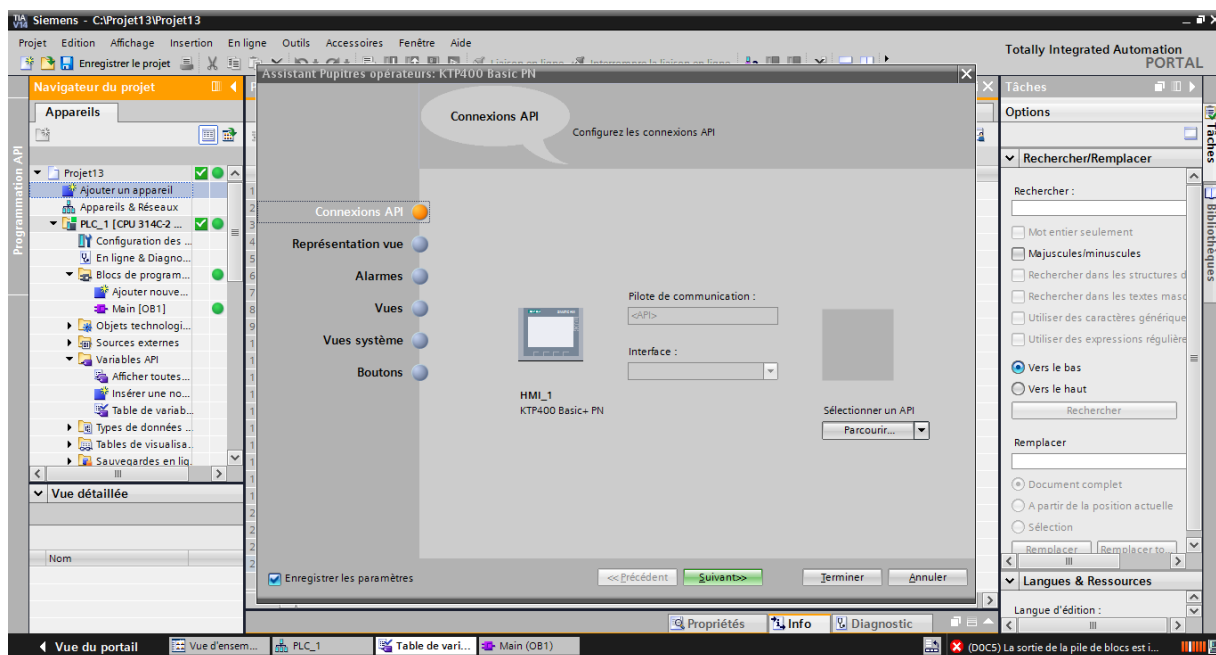 Siemens - C:\Projet13\Projet13
Projet Edition Affichage Insertion En ligne Outils Accessoires Fenêtre Aide
Totally Integrated Automation
PORTAL
Enregistrer le projet
Assistant Pupitres opérateurs: KTP400 Basic PN
Navigateur du projet
Appareils
Programmation API
Projet13
Ajouter un appareil
Appareils & Réseaux
PLC_1 [CPU 314C-2 ...
Configuration des ...
En ligne & Diagno...
Blocs de program...
Ajouter nouve...
Main [OB1]
Objets technologi...
Sources externes
Variables API
Afficher toutes...
Insérer une no...
Table de variab...
Types de données ...
Tables de visualisa..
Sauvegardes en lig.
Vue détaillée
Nom
Connexions API
Configurez les connexions API
Connexions API
Représentation vue
Alarmes
Vues
Vues système
Boutons
Pilote de communication :
<API>
Interface :
HMI_1
KTP400 Basic+ PN
Sélectionner un API
Parcourir...
Enregistrer les paramètres
<<Précédent
Suivant>>
Terminer
Annuler
Tâches
Options
Rechercher/Remplacer
Rechercher :
Mot entier seulement
Majuscules/minuscules
Rechercher dans les structures d
Rechercher dans les textes masc
Utiliser des caractères générique
Utiliser des expressions régulière
Vers le bas
Vers le haut
Rechercher
Remplacer
Document complet
A partir de la position actuelle
Sélection
Remplacer
Remplacer to...
Langues & Ressources
Langue d'édition :
Tâches
Bibliothèques
Propriétés
Info
Diagnostic
Vue du portail
Vue d'ensem...
PLC_1
Table de vari...
Main (OB1)
(D0C5) La sortie de la pile de blocs est i...